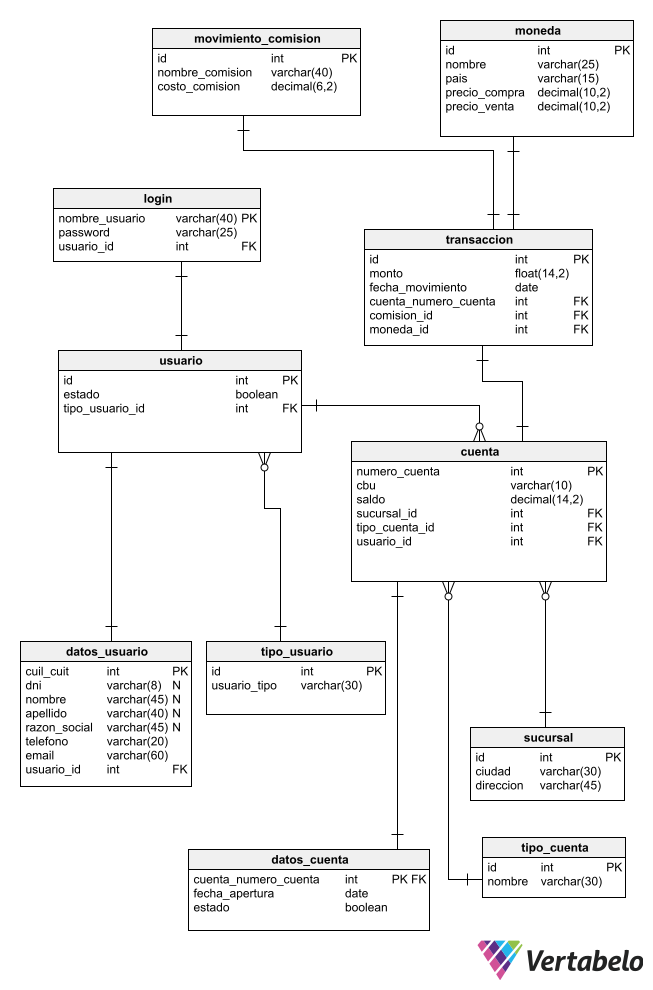 movimiento_comision
id int PK
nombre_comision varchar(40)
costo_comision decimal(6,2)
moneda
id int PK
nombre varchar(25)
pais varchar(15)
precio_compra decimal(10,2)
precio_venta decimal(10,2)
login
nombre_usuario varchar(40) PK
password varchar(25)
usuario_id int FK
transaccion
id int PK
monto float(14,2)
fecha_movimiento date
cuenta_numero_cuenta int FK
comision_id int FK
moneda_id int FK
usuario
id int PK
estado boolean
tipo_usuario_id int FK
cuenta
numero_cuenta int PK
cbu varchar(10)
saldo decimal(14,2)
sucursal_id int FK
tipo_cuenta_id int FK
usuario_id int FK
datos_usuario
cuil_cuit int PK
dni varchar(8) N
nombre varchar(45) N
apellido varchar(40) N
razon_social varchar(45) N
telefono varchar(20)
email varchar(60)
usuario_id int FK
tipo_usuario
id int PK
usuario_tipo varchar(30)
sucursal
id int PK
ciudad varchar(30)
direccion varchar(45)
datos_cuenta
cuenta_numero_cuenta int PK FK
fecha_apertura date
estado boolean
tipo_cuenta
id int PK
nombre varchar(30)
Vertabelo